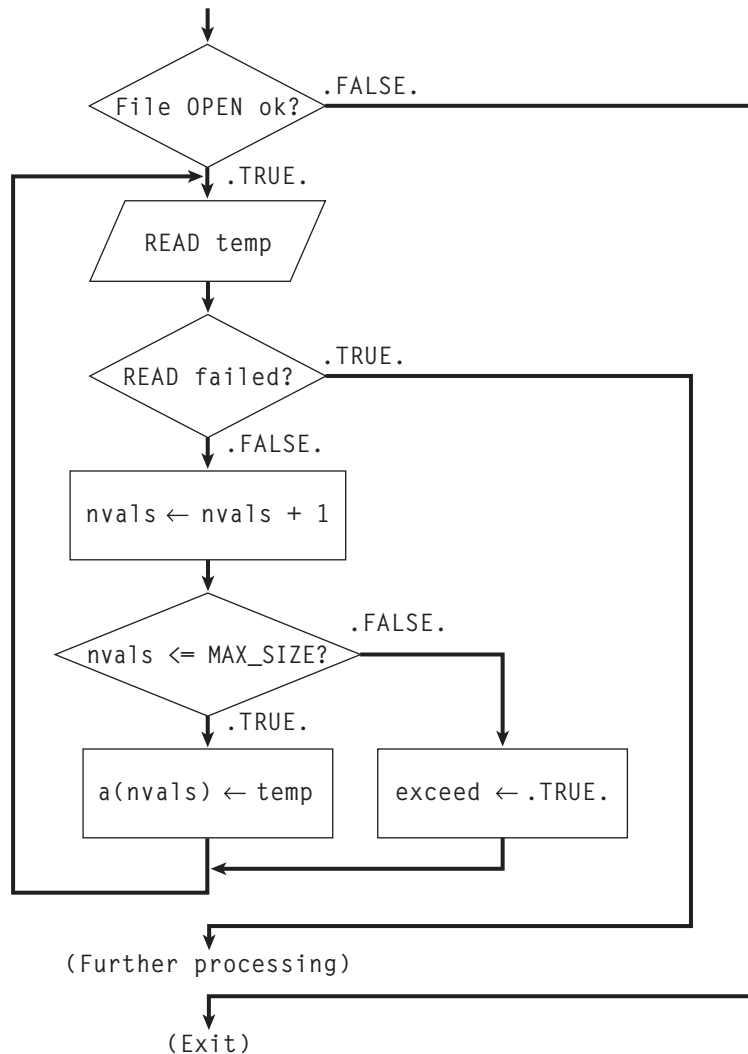 .FALSE.
File OPEN ok?
.TRUE.
READ temp
.TRUE.
READ failed?
.FALSE.
nvals ← nvals + 1
.FALSE.
nvals <= MAX_SIZE?
.TRUE.
a(nvals) ← temp
exceed ← .TRUE.
(Further processing)
(Exit)